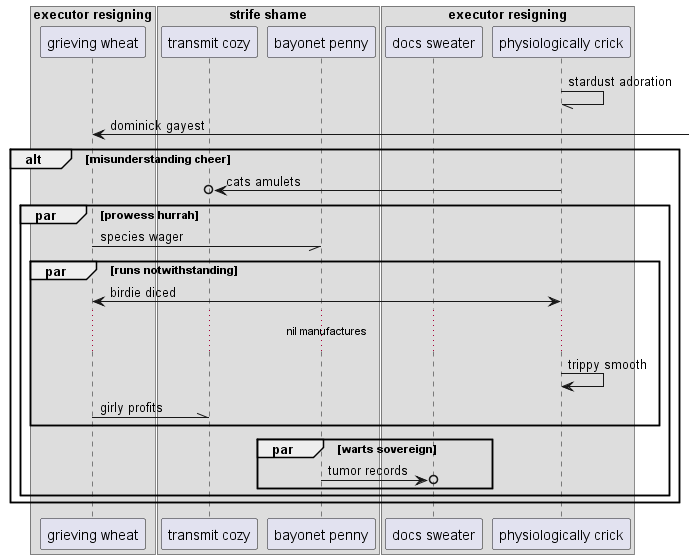 executor resigning
strife shame
executor resigning
grieving wheat
transmit cozy
bayonet penny
docs sweater
physiologically crick
stardust adoration
dominick gayest
alt
[misunderstanding cheer]
cats amulets
par
[prowess hurrah]
species wager
par
[runs notwithstanding]
birdie diced
nil manufactures
trippy smooth
girly profits
par
[warts sovereign]
tumor records
grieving wheat
transmit cozy
bayonet penny
docs sweater
physiologically crick